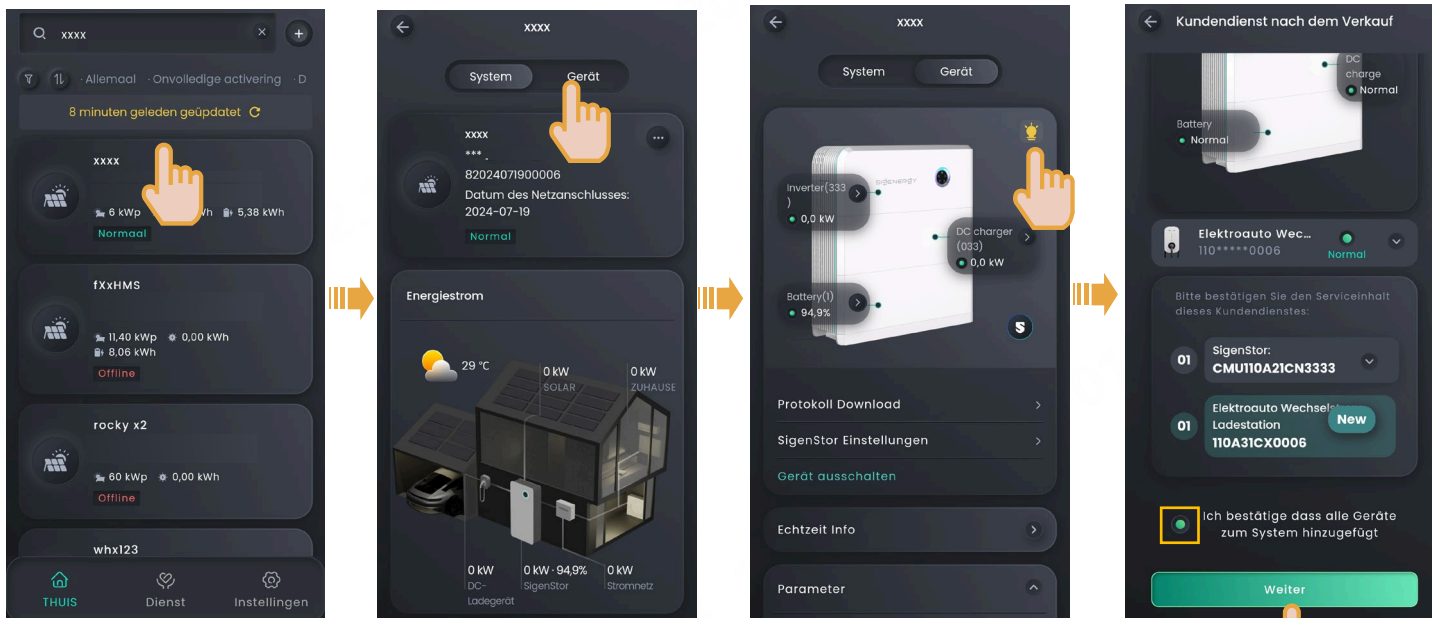 xxxx
Allemaal · Onvolledige activering · D
8 minuten geleden geüpdatet
xxxx
6 kWp
Wh
5,38 kWh
Normaal
fXxHMS
11,40 kWp 0,00 kWh
8,06 kWh
Offline
rocky x2
60 kWp 0,00 kWh
Offline
whx123
THUIS
Dienst
Instellingen
xxxx
System
Gerät
xxxx
***
82024071900006
Datum des Netzanschlusses:
2024-07-19
Normal
Energiestrom
29 °C
0 kW
SOLAR
0 kW
ZUHAUSE
0 kW
DC-
Ladegerät
0 kW · 94,9%
SigenStor
0 kW
Stromnetz
xxxx
System
Gerät
SIGENERGY
Inverter(333
)
0,0 kW
DC charger
(033)
0,0 kW
Battery(1)
94,9%
Protokoll Download
SigenStor Einstellungen
Gerät ausschalten
Echtzeit Info
Parameter
Kundendienst nach dem Verkauf
DC
charge
Normal
Battery
Normal
Elektroauto Wec...
110*****0006
Normal
Bitte bestätigen Sie den Serviceinhalt
dieses Kundendienstes:
01
SigenStor:
CMU110A21CN3333
01
Elektroauto Wechselst
Ladestation
110A31CX0006
New
Ich bestätige dass alle Geräte
zum System hinzugefügt
Weiter